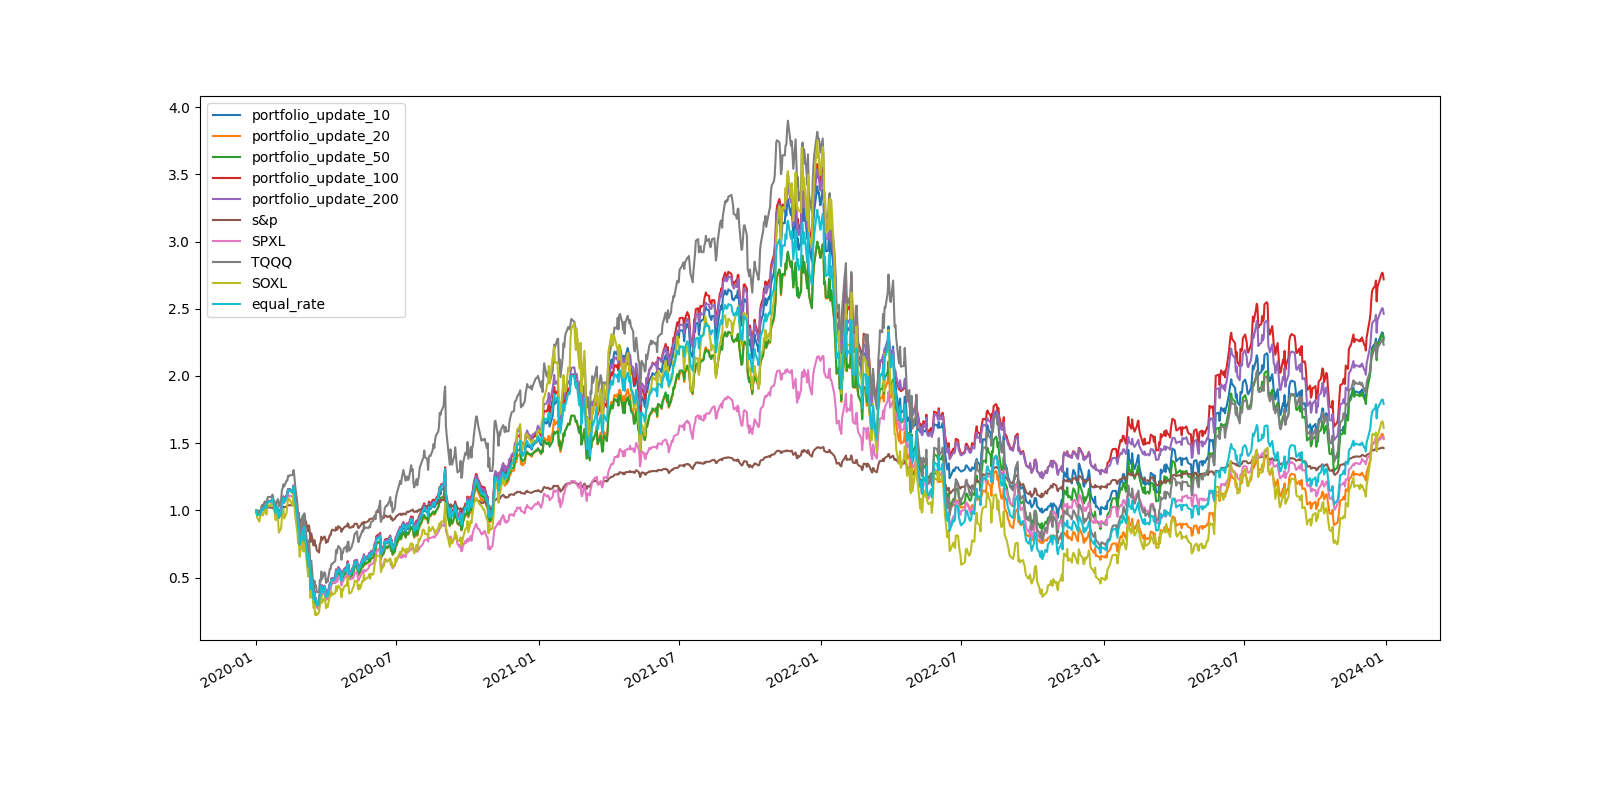 4.0
3.5
3.0
2.5
2.0
1.5
1.0
0.5
portfolio_update_10
portfolio_update_20
portfolio_update_50
portfolio_update_100
portfolio_update_200
s&p
SPXL
TQQQ
SOXL
equal_rate
2020-01
2020-07
2021-01
2021-07
2022-01
2022-07
2023-01
2023-07
2024-01